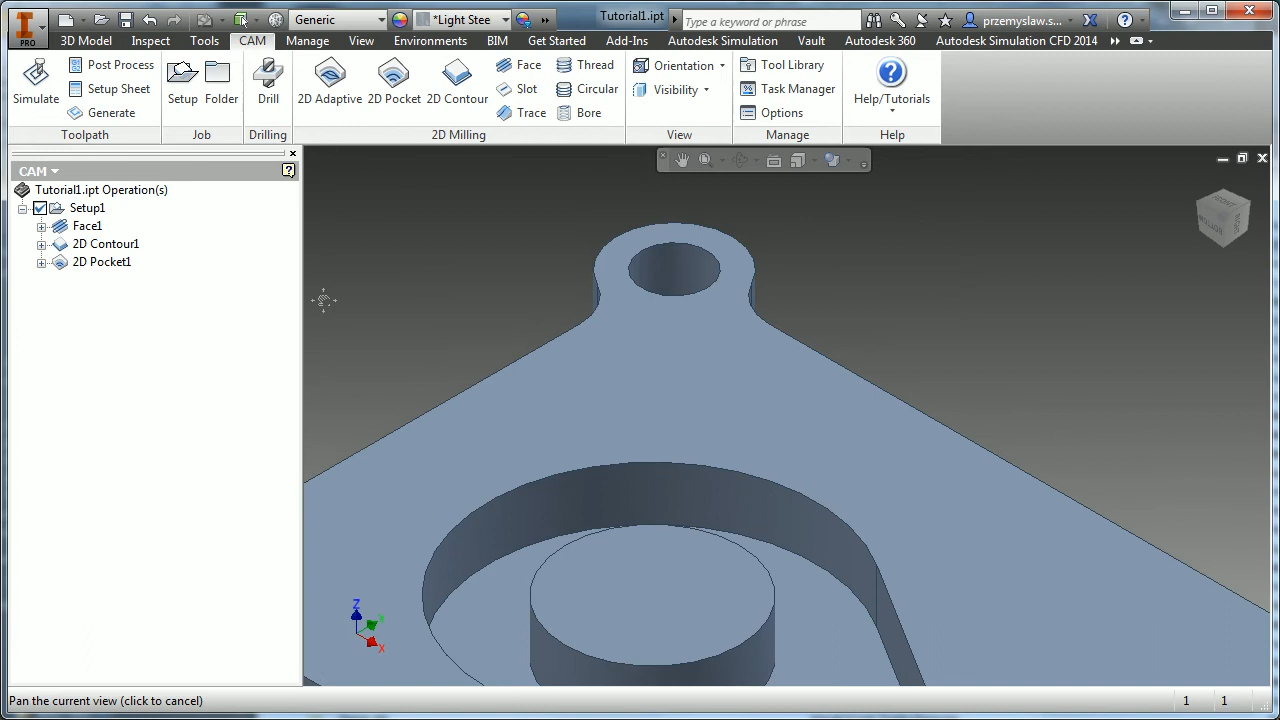 Generic *Light Stee Tutorial1.ipt Type a keyword or phrase przemyslaw.s...
PRO 3D Model Inspect Tools CAM Manage View Environments BIM Get Started Add-Ins Autodesk Simulation Vault Autodesk 360 Autodesk Simulation CFD 2014
Simulate Post Process Setup Sheet Generate Setup Folder Drill 2D Adaptive 2D Pocket 2D Contour Face Slot Trace Thread Circular Bore Orientation Visibility Tool Library Task Manager Options Help/Tutorials
Toolpath Job Drilling 2D Milling View Manage Help
CAM
Tutorial1.ipt Operation(s)
Setup1
Face1
2D Contour1
2D Pocket1
Z
Y
X
Pan the current view (click to cancel) 1 1